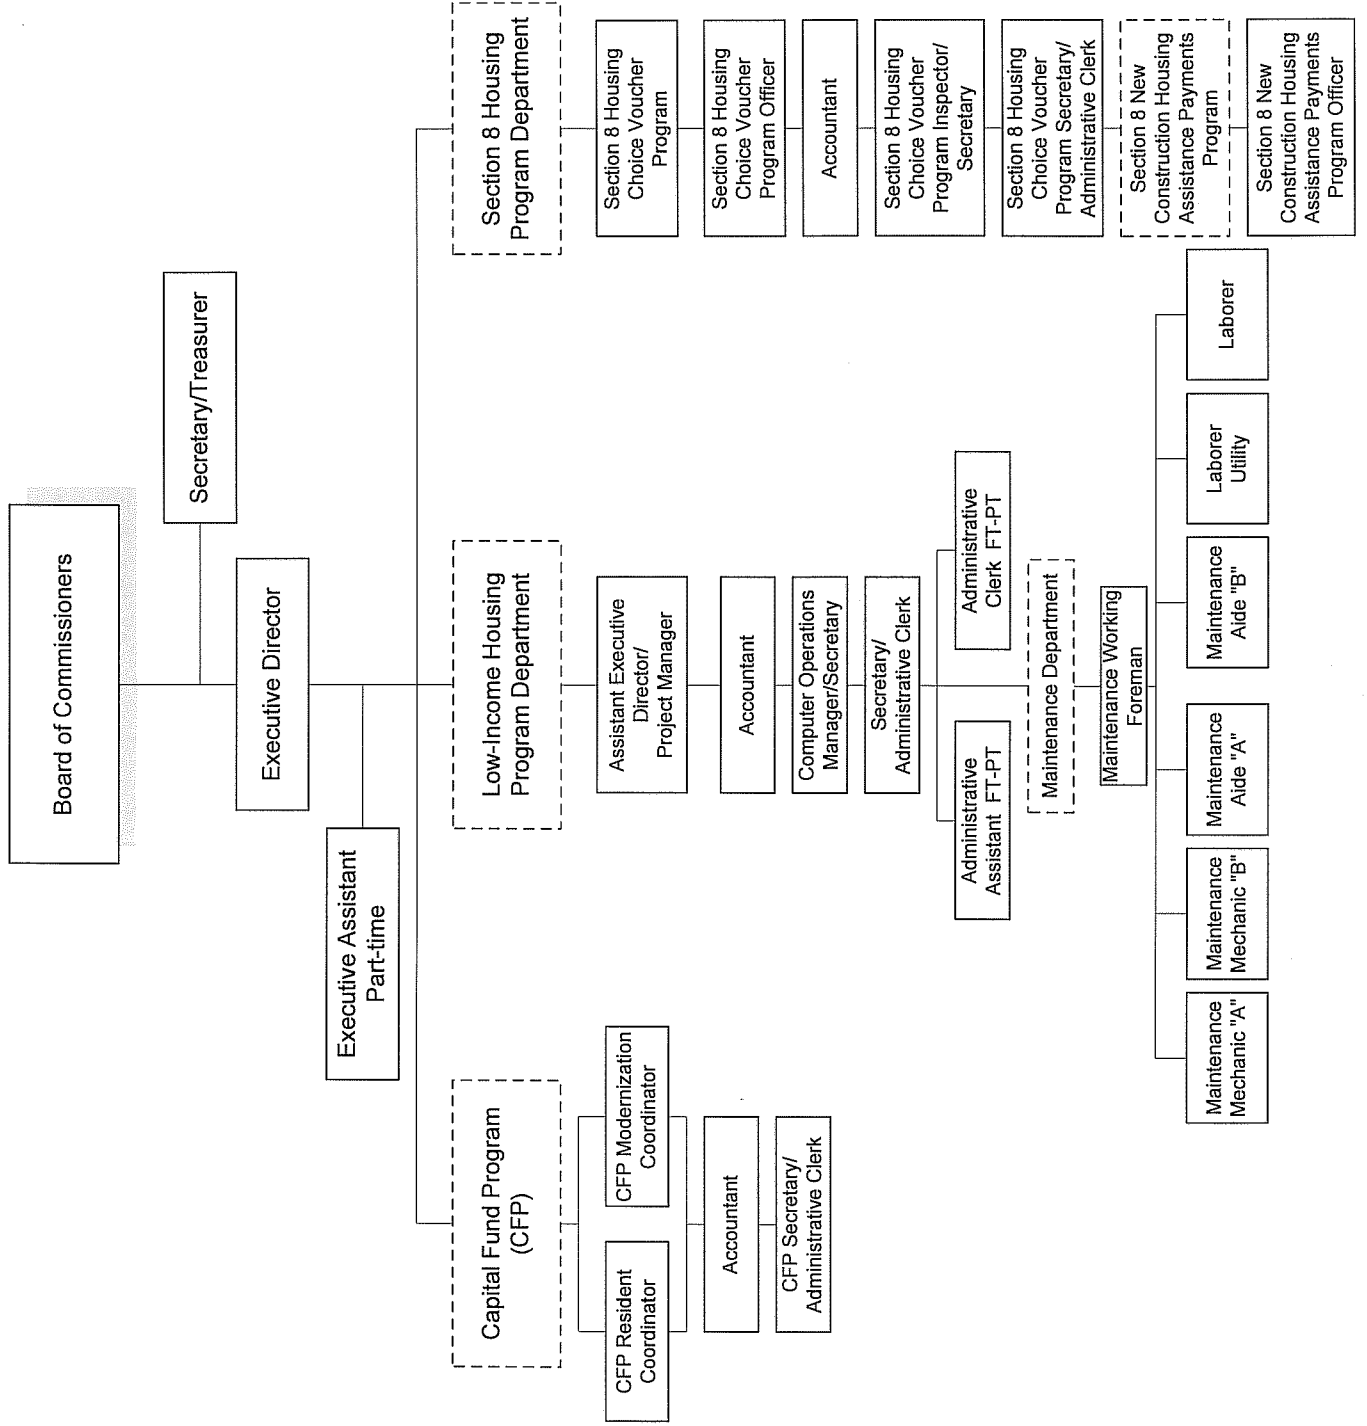 Board of Commissioners
Secretary/Treasurer
Executive Director
Executive Assistant
Part-time
Capital Fund Program
(CFP)
CFP Resident
Coordinator
CFP Modernization
Coordinator
Accountant
CFP Secretary/
Administrative Clerk
Low-Income Housing
Program Department
Assistant Executive
Director/
Project Manager
Accountant
Computer Operations
Manager/Secretary
Secretary/
Administrative Clerk
Administrative
Assistant FT-PT
Administrative
Clerk FT-PT
Maintenance Department
Maintenance Working
Foreman
Maintenance
Mechanic "A"
Maintenance
Mechanic "B"
Maintenance
Aide "A"
Maintenance
Aide "B"
Laborer
Utility
Laborer
Section 8 Housing
Program Department
Section 8 Housing
Choice Voucher
Program
Section 8 Housing
Choice Voucher
Program Officer
Accountant
Section 8 Housing
Choice Voucher
Program Inspector/
Secretary
Section 8 Housing
Choice Voucher
Program Secretary/
Administrative Clerk
Section 8 New
Construction Housing
Assistance Payments
Program
Section 8 New
Construction Housing
Assistance Payments
Program Officer